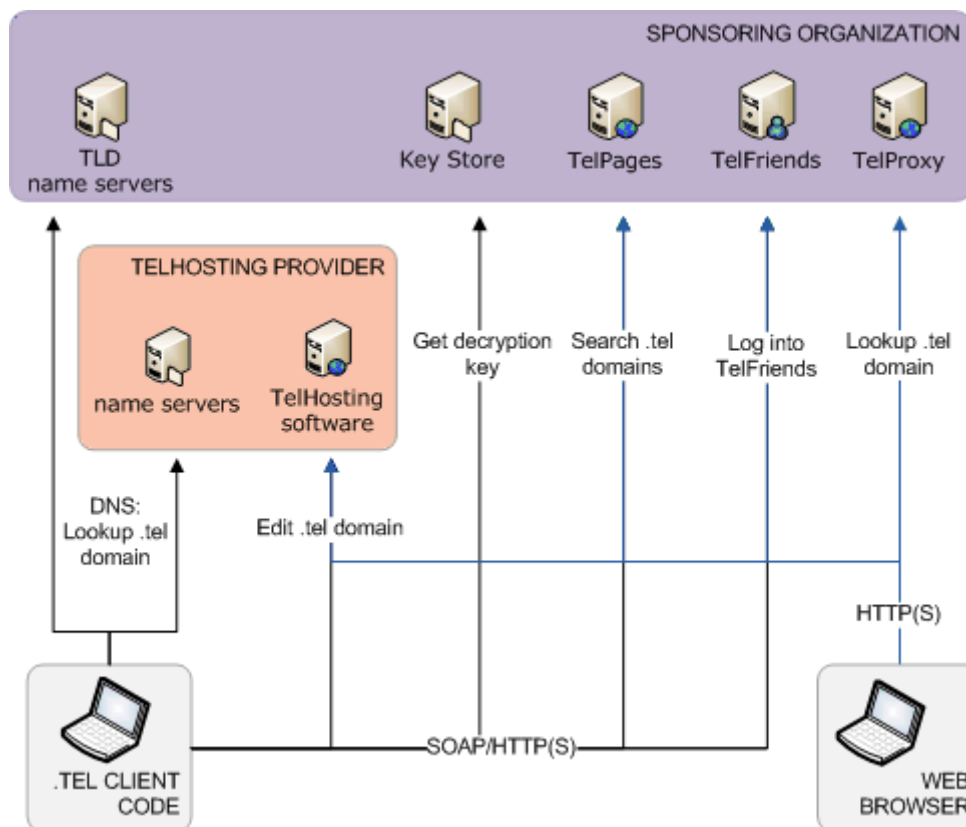 SPONSORING ORGANIZATION
TLD
name servers
Key Store
TelPages
TelFriends
TelProxy
TELHOSTING PROVIDER
name servers
TelHosting
software
Get decryption
key
Search .tel
domains
Log into
TelFriends
Lookup .tel
domain
DNS:
Lookup .tel
domain
Edit .tel domain
HTTP(S)
SOAP/HTTP(S)
.TEL CLIENT
CODE
WEB
BROWSER